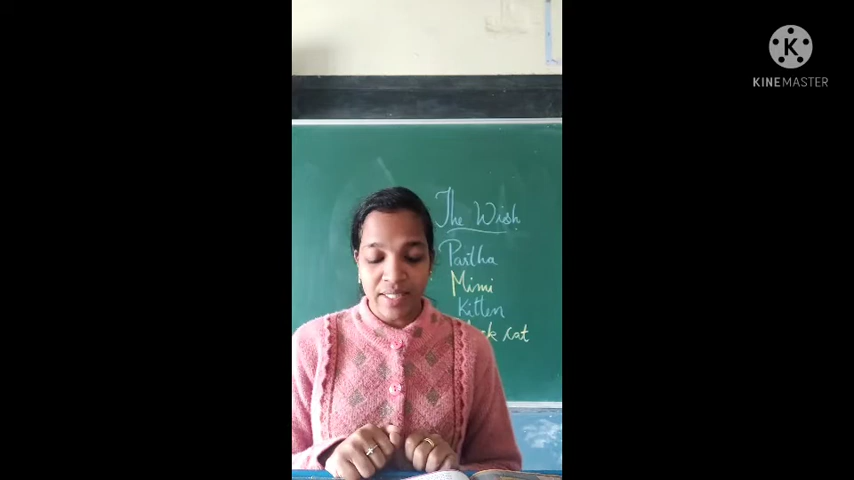 The Wish
Partha
Mimi
Kitten
cat
KINEMASTER